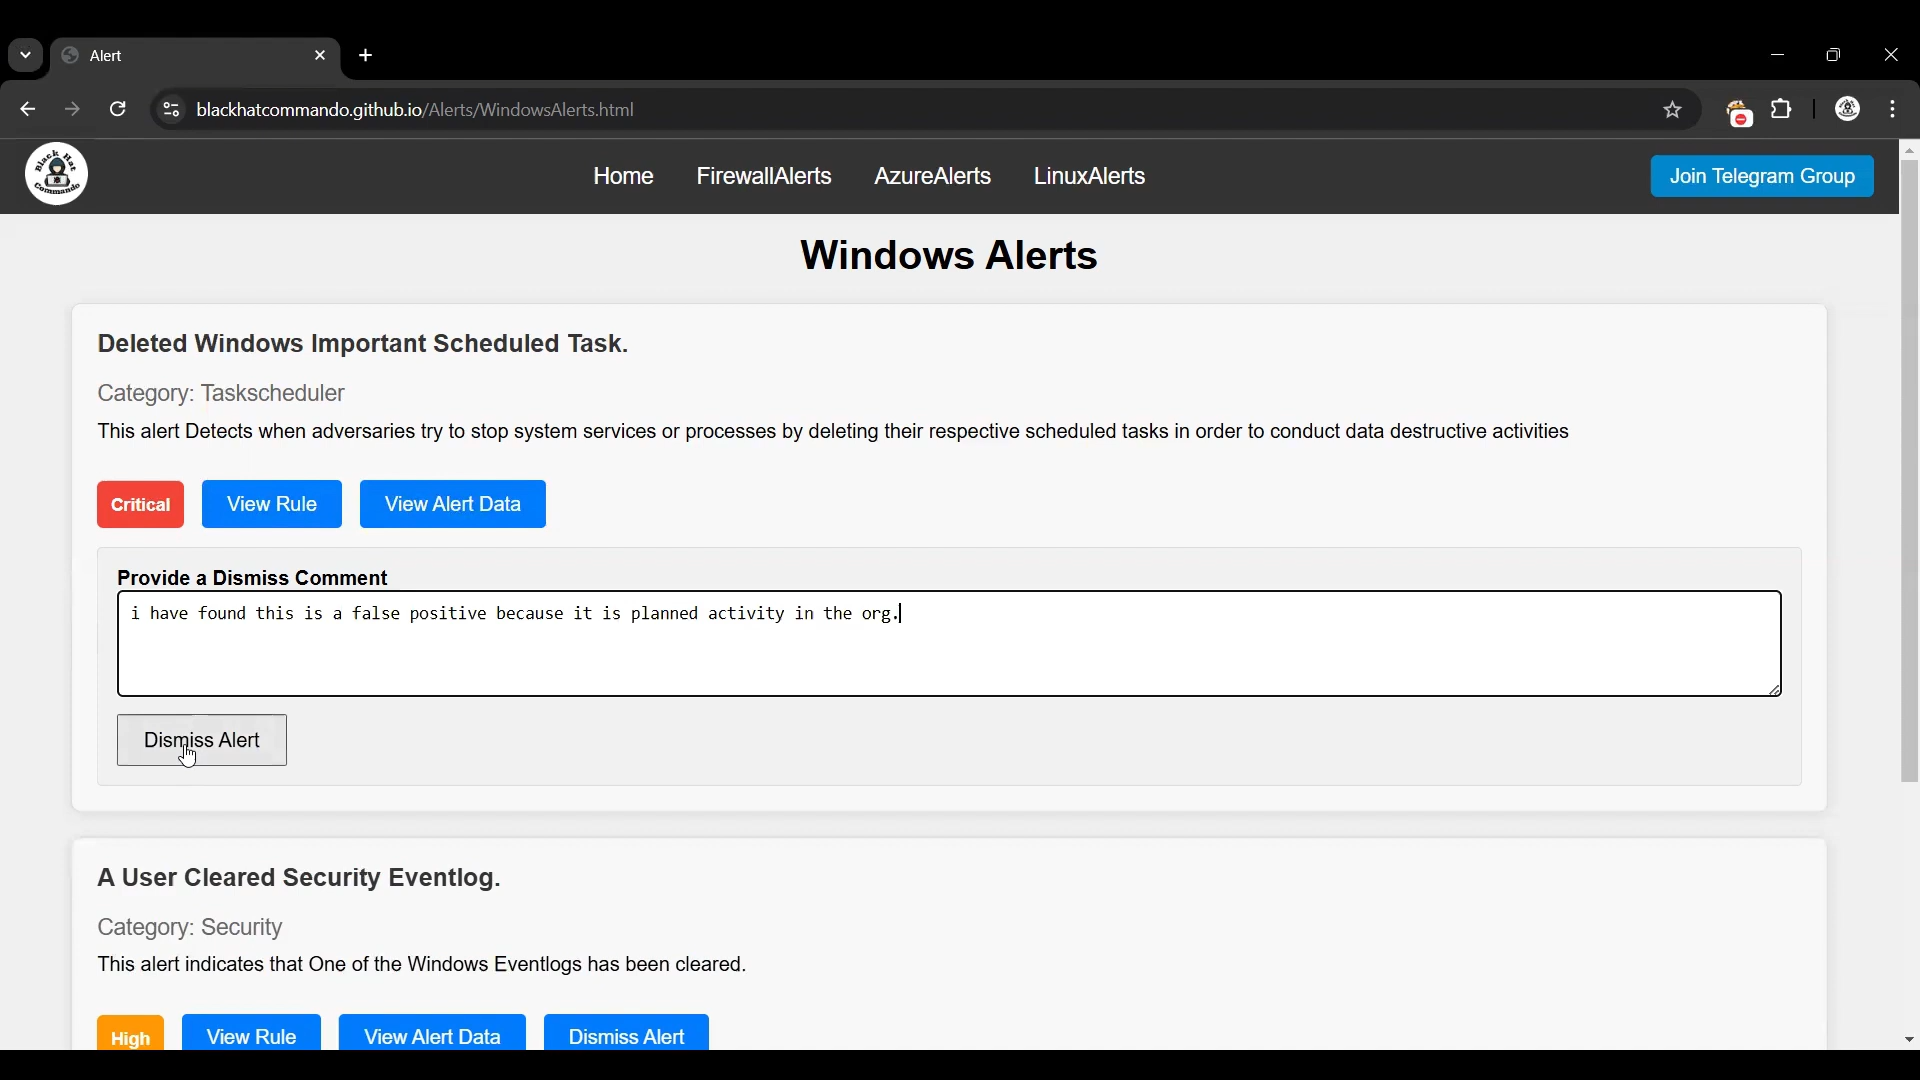 Alert
blackhatcommando.github.io/Alerts/WindowsAlerts.html
Black Hat Commando
Home FirewallAlerts AzureAlerts LinuxAlerts Join Telegram Group
Windows Alerts
Deleted Windows Important Scheduled Task.
Category: Taskscheduler
This alert Detects when adversaries try to stop system services or processes by deleting their respective scheduled tasks in order to conduct data destructive activities
Critical View Rule View Alert Data
Provide a Dismiss Comment
i have found this is a false positive because it is planned activity in the org.
Dismiss Alert
A User Cleared Security Eventlog.
Category: Security
This alert indicates that One of the Windows Eventlogs has been cleared.
High View Rule View Alert Data Dismiss Alert